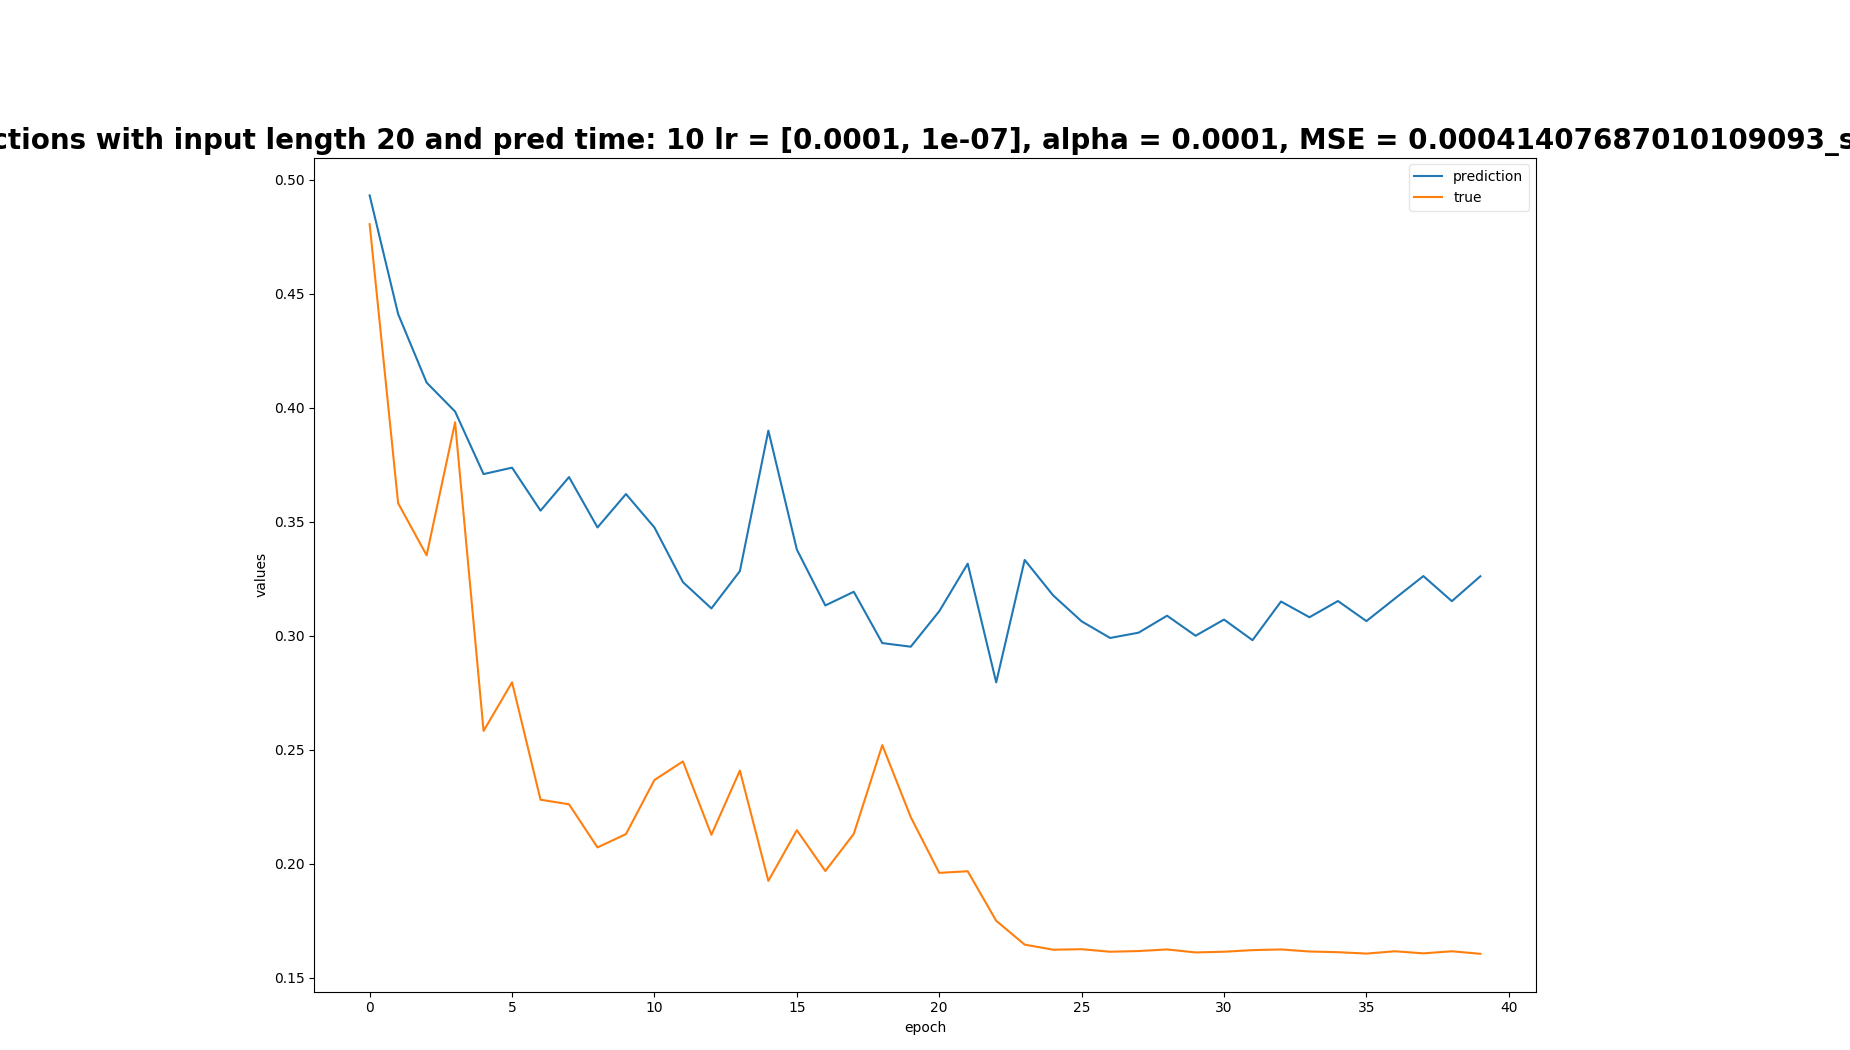 ctions with input length 20 and pred time: 10 lr = [0.0001, 1e-07], alpha = 0.0001, MSE = 0.00041407687010109093_s
prediction
true
0.50
0.45
0.40
0.35
0.30
0.25
0.20
0.15
values
0 5 10 15 20 25 30 35 40
epoch